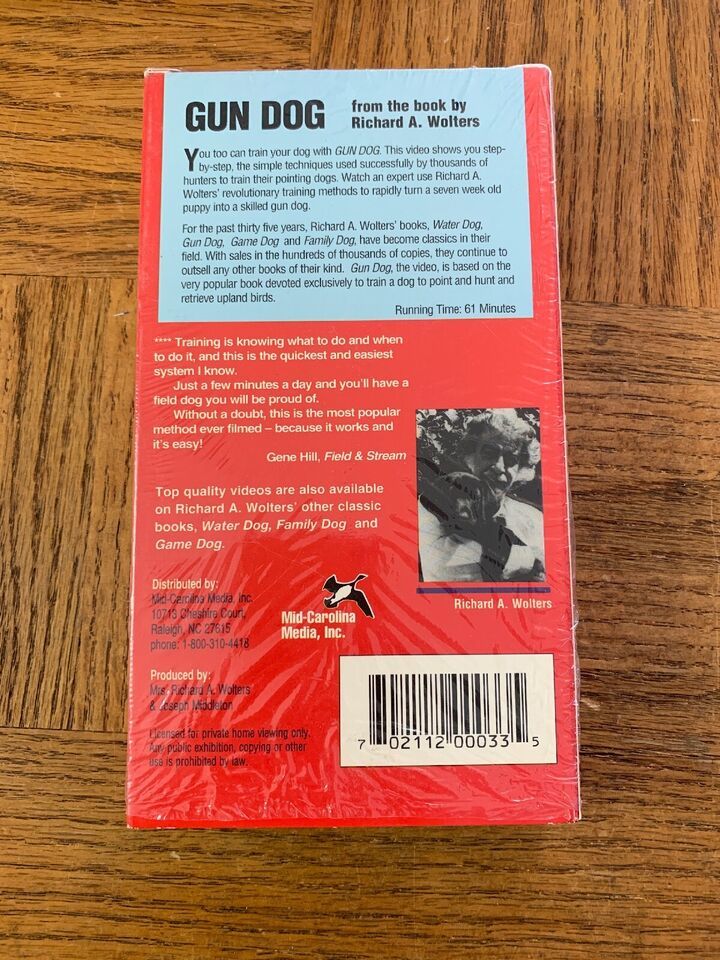 GUN DOG
from the book by
Richard A. Wolters
You too can train your dog with GUN DOG. This video shows you step-
by-step, the simple techniques used successfully by thousands of
hunters to train their pointing dogs. Watch an expert use Richard A.
Wolters' revolutionary training methods to rapidly turn a seven week old
puppy into a skilled gun dog.
For the past thirty five years, Richard A. Wolters' books, Water Dog,
Gun Dog, Game Dog and Family Dog, have become classics in their
field. With sales in the hundreds of thousands of copies, they continue to
outsell any other books of their kind. Gun Dog, the video, is based on the
very popular book devoted exclusively to train a dog to point and hunt and
retrieve upland birds.
Running Time: 61 Minutes
**** Training is knowing what to do and when
to do it, and this is the quickest and easiest
system I know.
Just a few minutes a day and you'll have a
field dog you will be proud of.
Without a doubt, this is the most popular
method ever filmed – because it works and
it's easy!
Gene Hill, Field & Stream
Top quality videos are also available
on Richard A. Wolters' other classic
books, Water Dog, Family Dog and
Game Dog.
Richard A. Wolters
Distributed by:
Mid-Carolina Media, Inc.
10713 Cheshire Court,
Raleigh, NC 27615
phone: 1-800-310-4418
Mid-Carolina
Media, Inc.
Produced by:
Mrs. Richard A. Wolters
& Joseph Middleton
Licensed for private home viewing only.
Any public exhibition, copying or other
use is prohibited by law.
7 02112 00033 5